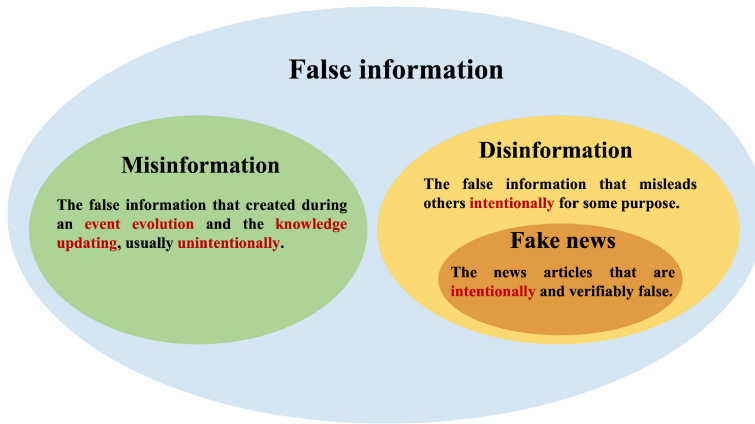 False information
Misinformation
The false information that created during
an event evolution and the knowledge
updating, usually unintentionally.
Disinformation
The false information that misleads
others intentionally for some purpose.
Fake news
The news articles that are
intentionally and verifiably false.